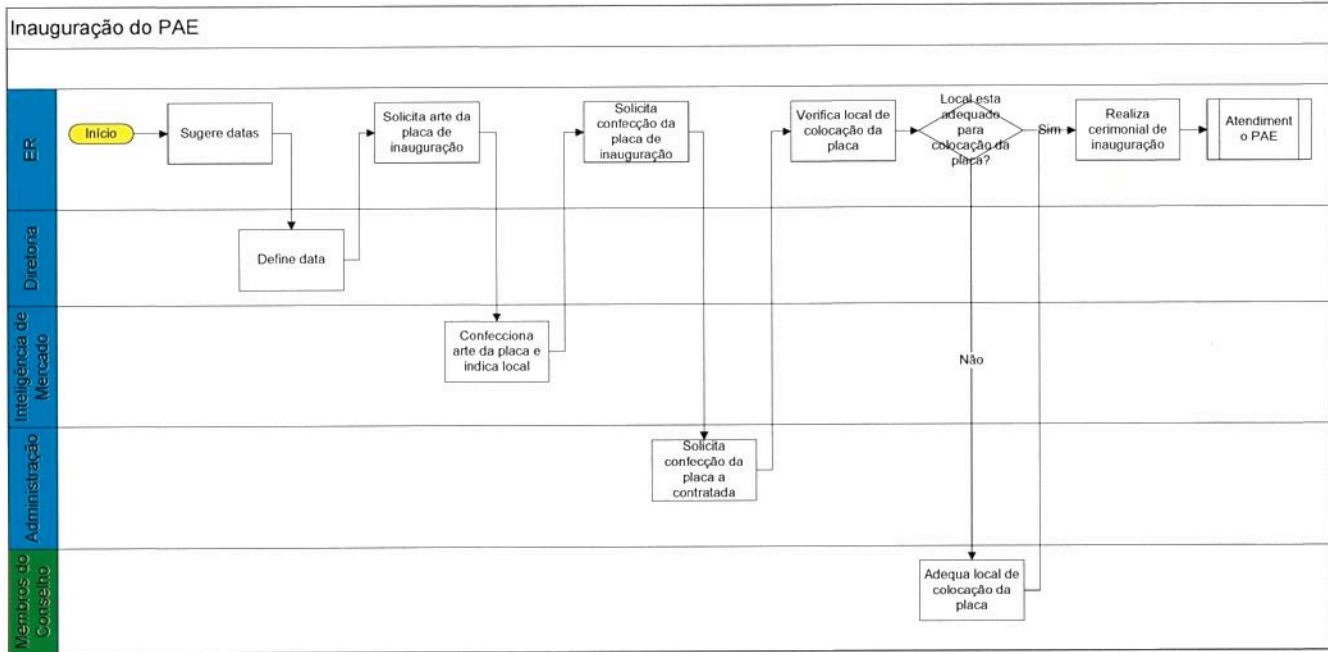 Inauguração do PAE
ER
Início
Sugere datas
Solicita arte da
placa de
inauguração
Solicita
confecção da
placa de
inauguração
Verifica local de
colocação da
placa
Local esta
adequado
para
colocação da
placa?
Sim
Realiza
cerimonial de
inauguração
Atendiment
o PAE
Diretoria
Define data
Inteligência de
Mercado
Confecciona
arte da placa e
indica local
Não
Administração
Solicita
confecção da
placa a
contratada
Membros do
Conselho
Adequa local de
colocação da
placa